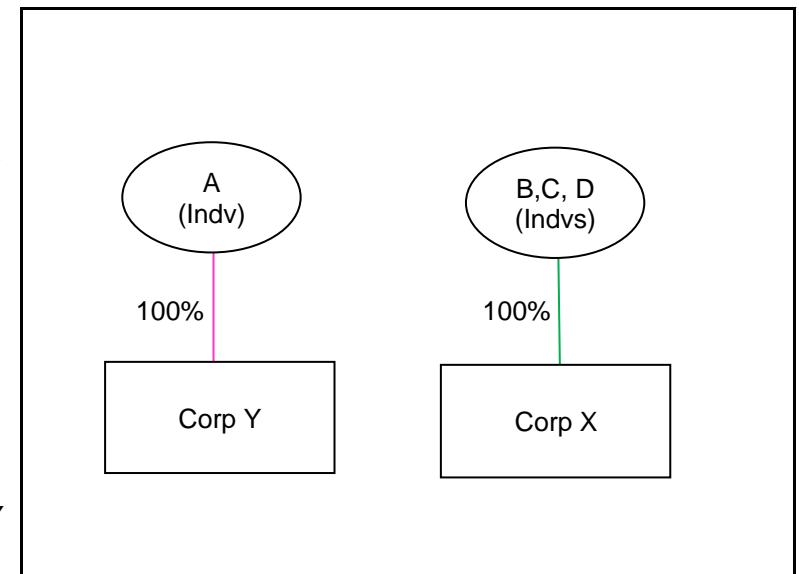 A
(Indv)
B,C, D
(Indvs)
100%
100%
Corp Y
Corp X